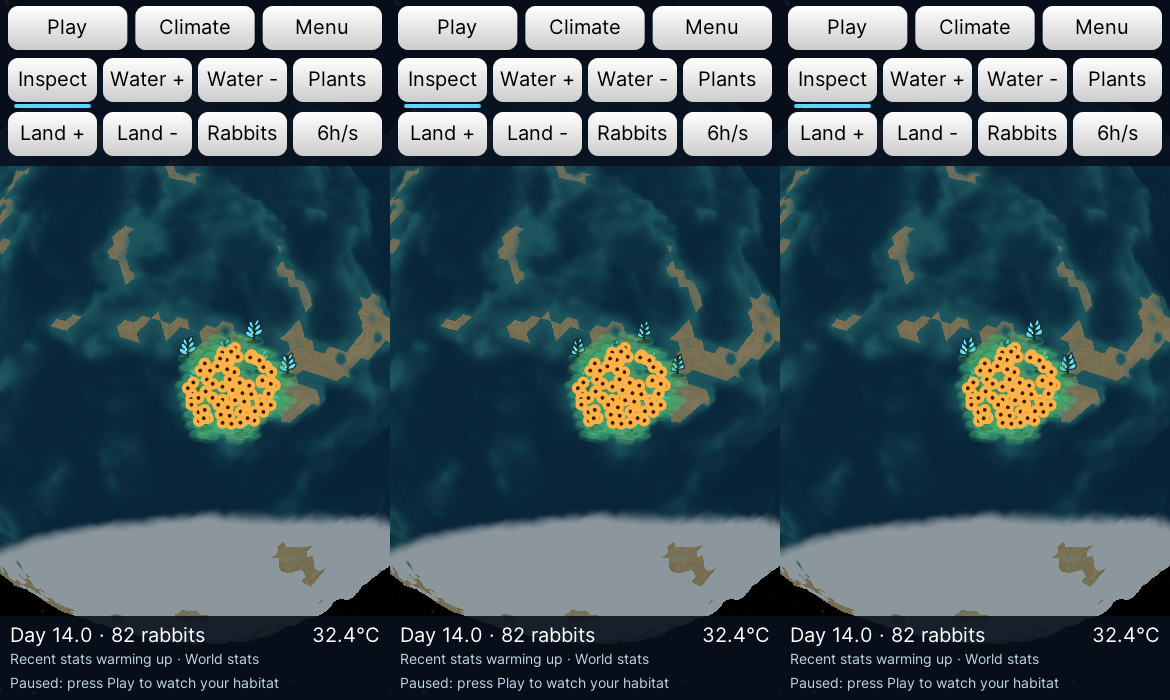 Play Climate Menu
Inspect Water + Water - Plants
Land + Land - Rabbits 6h/s
Day 14.0 · 82 rabbits 32.4°C
Recent stats warming up · World stats
Paused: press Play to watch your habitat
Play Climate Menu
Inspect Water + Water - Plants
Land + Land - Rabbits 6h/s
Day 14.0 · 82 rabbits 32.4°C
Recent stats warming up · World stats
Paused: press Play to watch your habitat
Play Climate Menu
Inspect Water + Water - Plants
Land + Land - Rabbits 6h/s
Day 14.0 · 82 rabbits 32.4°C
Recent stats warming up · World stats
Paused: press Play to watch your habitat